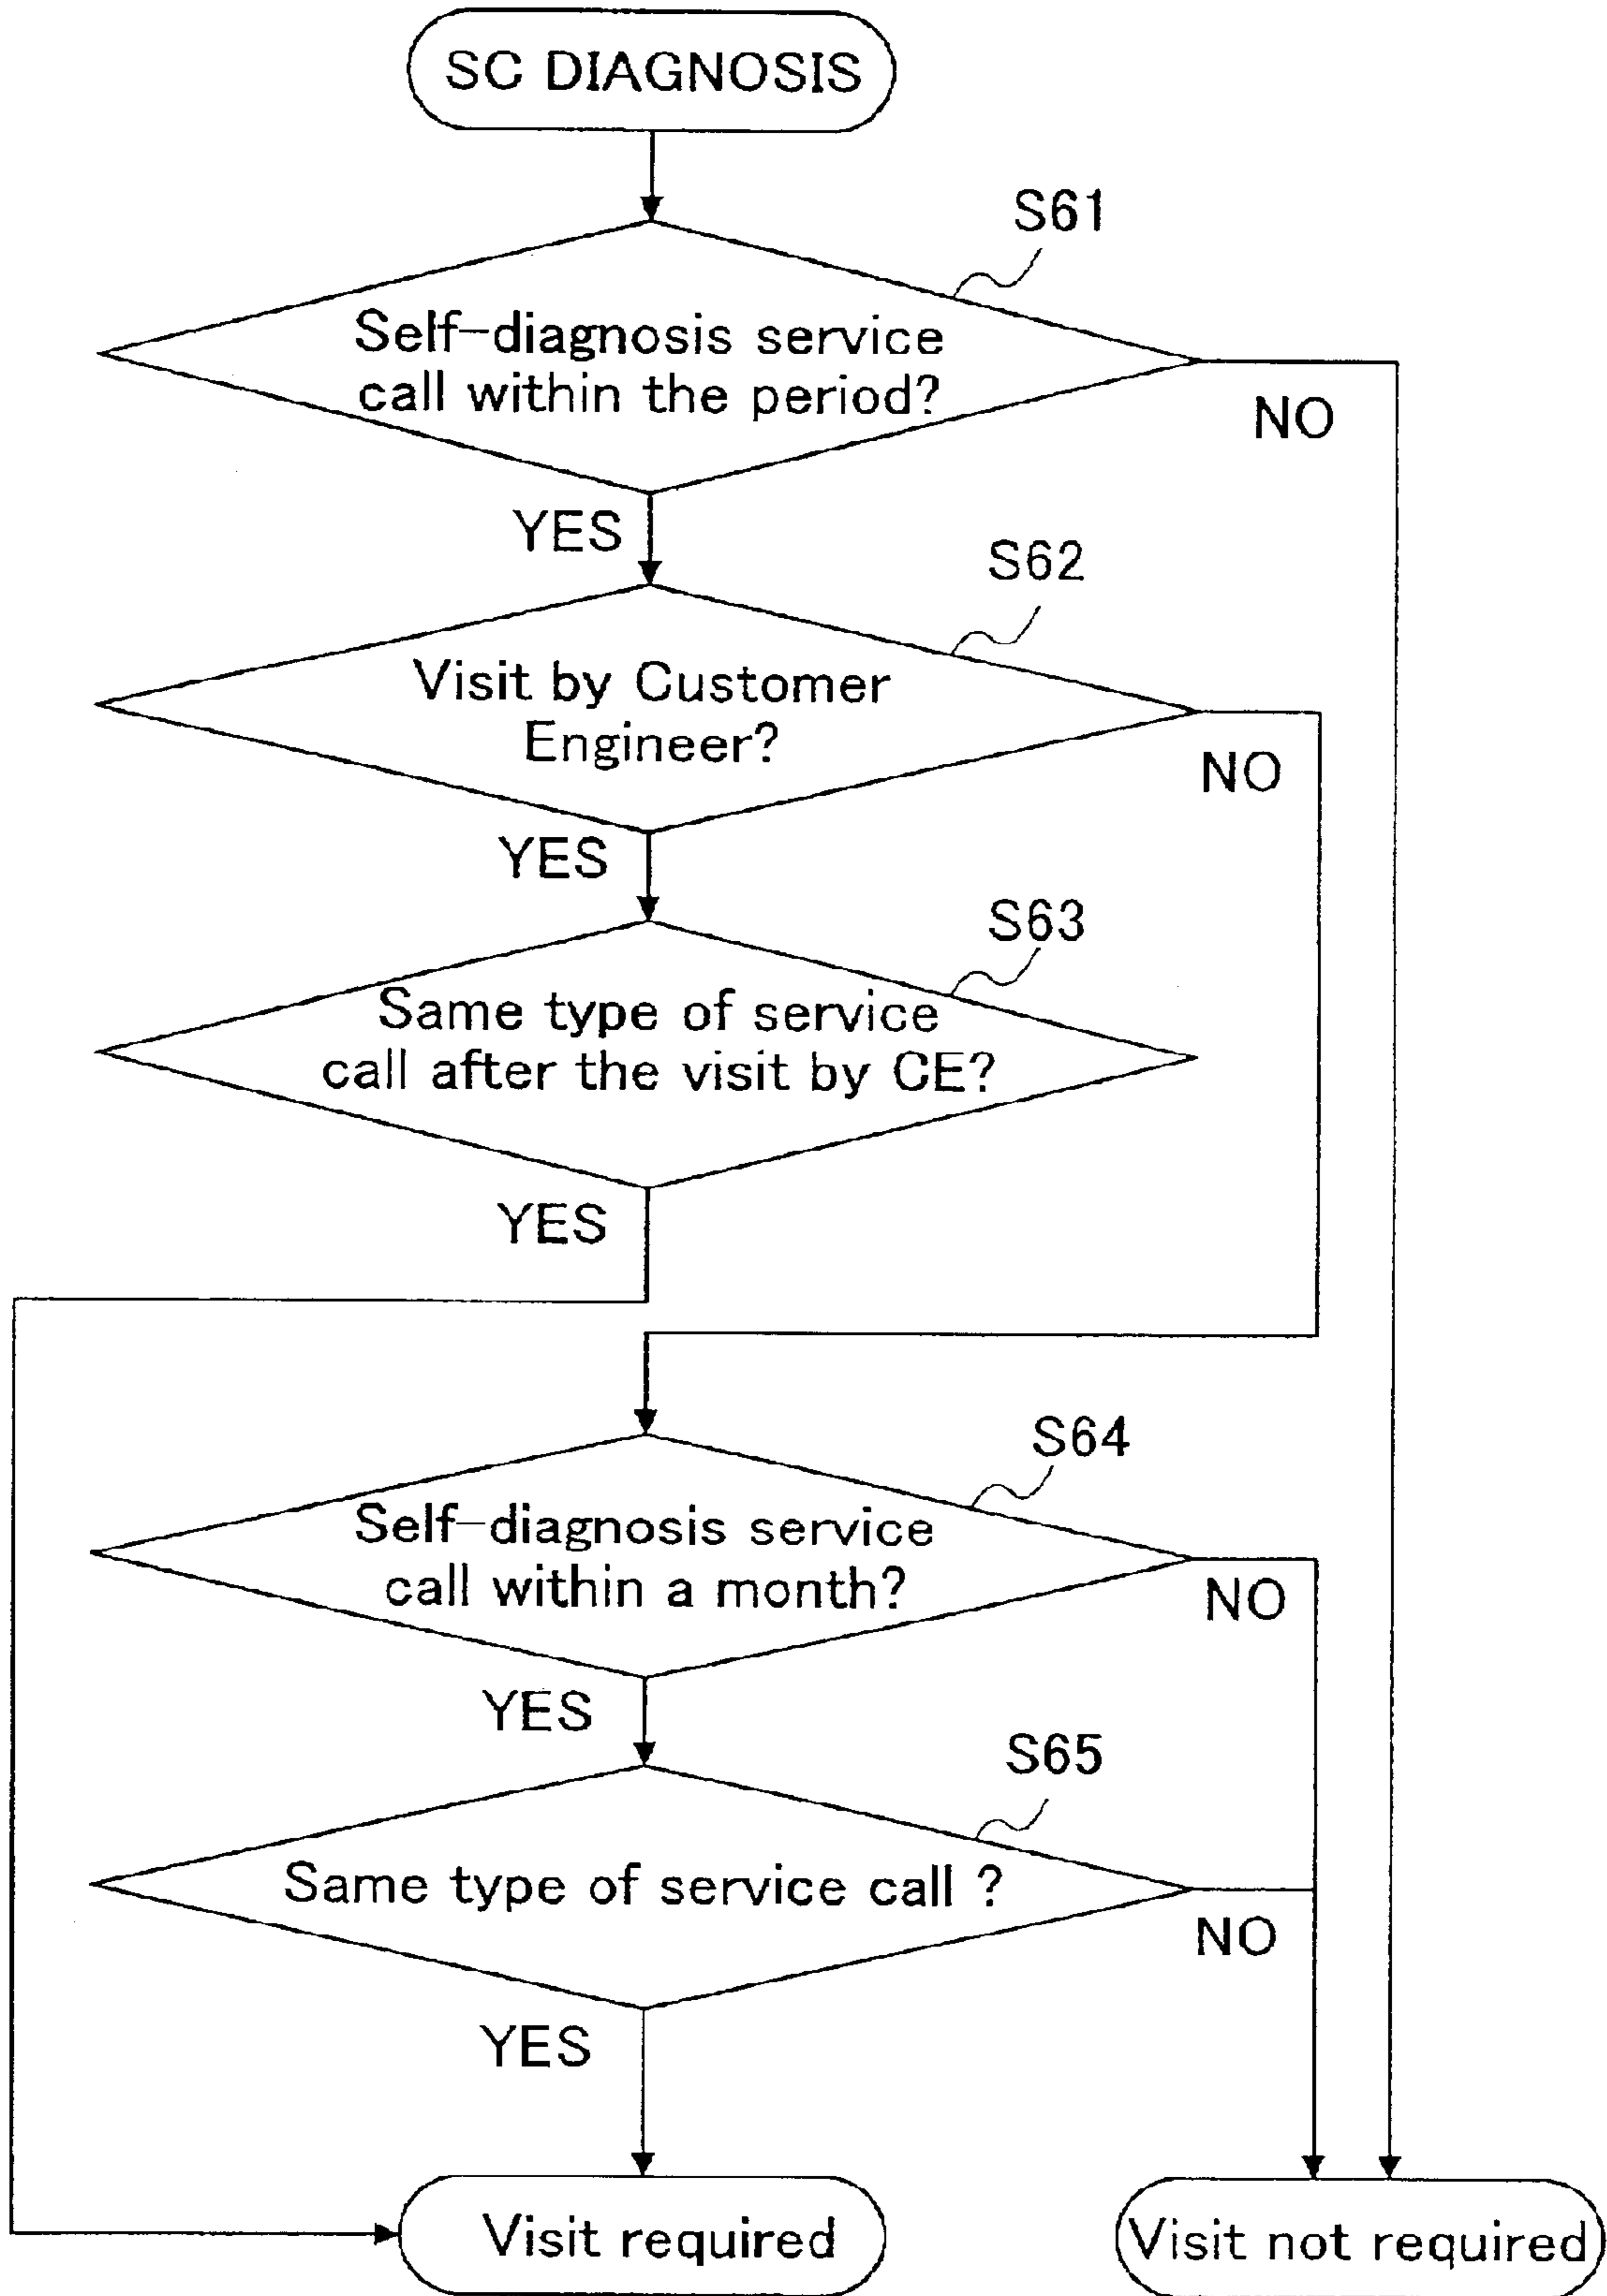 SC DIAGNOSIS
S61
Self-diagnosis service
call within the period?
NO
YES
S62
Visit by Customer
Engineer?
NO
YES
S63
Same type of service
call after the visit by CE?
YES
S64
Self-diagnosis service
call within a month?
NO
YES
S65
Same type of service call ?
NO
YES
Visit required
Visit not required